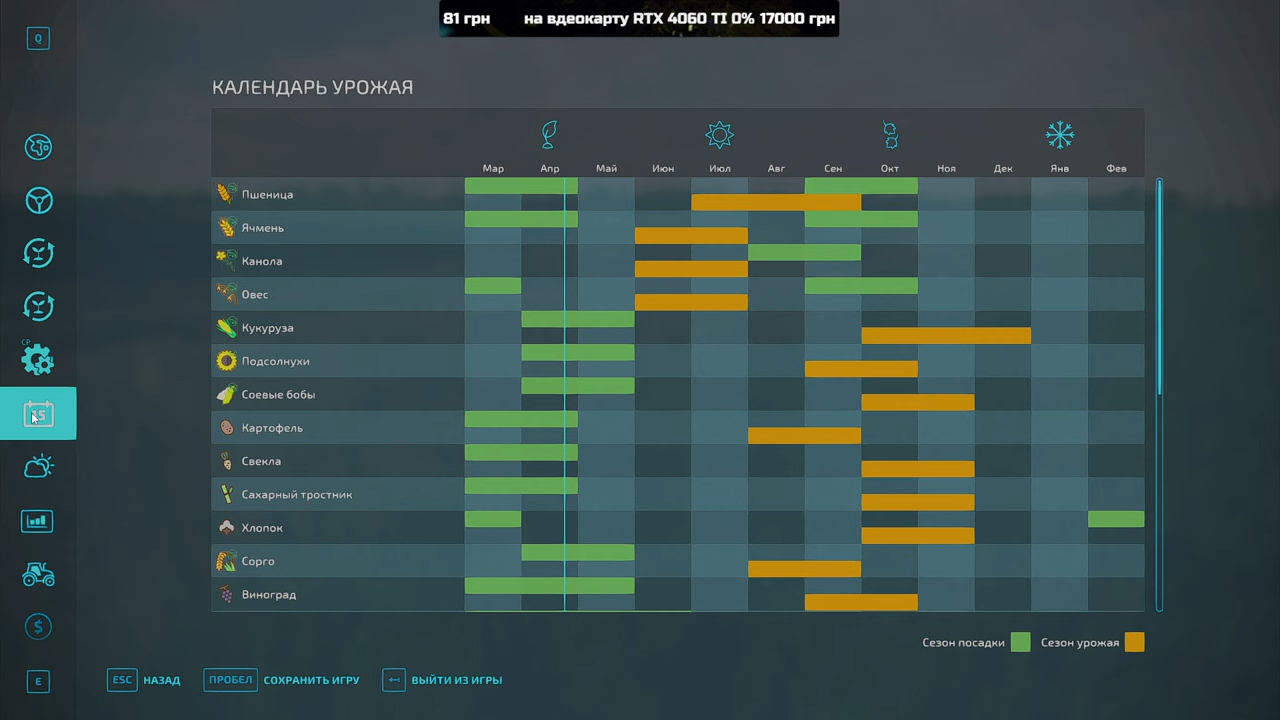 81 грн на вдеокарту RTX 4060 TI 0% 17000 грн
Q
КАЛЕНДАРЬ УРОЖАЯ
Мар Апр Май Июн Июл Авг Сен Окт Ноя Дек Янв Фев
Пшеница
Ячмень
Канола
Овес
Кукуруза
CP
Подсолнухи
Соевые бобы
15
Картофель
Свекла
Сахарный тростник
Хлопок
Сорго
Виноград
$
Сезон посадки Сезон урожая
E
ESC НАЗАД ПРОБЕЛ СОХРАНИТЬ ИГРУ ВЫЙТИ ИЗ ИГРЫ